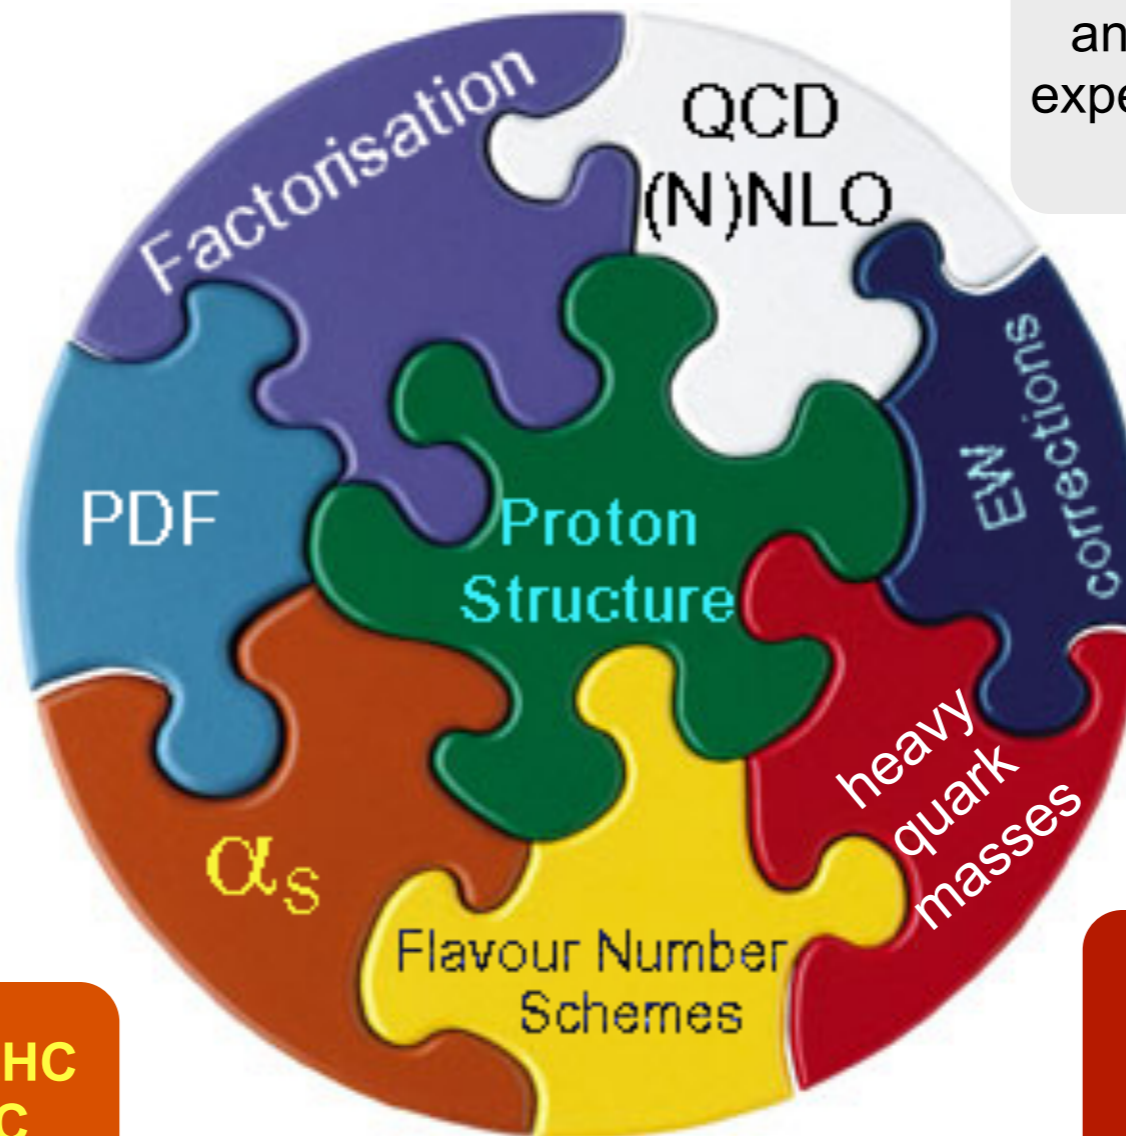 Factorisation
QCD
(N)NLO
EW
corrections
PDF
Proton
Structure
heavy
quark
masses
αS
Flavour Number
Schemes